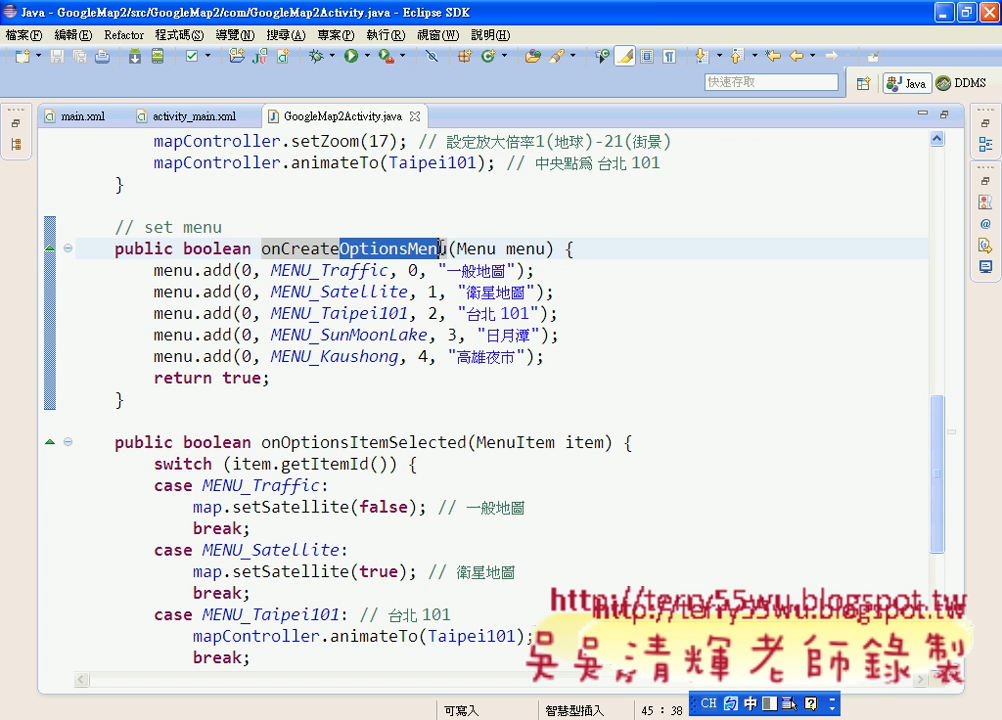 Java - GoogleMap2/src/GoogleMap2/com/GoogleMap2Activity.java - Eclipse SDK
檔案(F) 編輯(E) Refactor 程式碼(S) 導覽(N) 搜尋(A) 專案(P) 執行(R) 視窗(W) 說明(H)
快速存取 Java DDMS
main.xml activity_main.xml GoogleMap2Activity.java
mapController.setZoom(17); // 設定放大倍率1(地球)-21(街景)
mapController.animateTo(Taipei101); // 中央點為 台北 101
}
// set menu
public boolean onCreateOptionsMenu(Menu menu) {
menu.add(0, MENU_Traffic, 0, "一般地圖");
menu.add(0, MENU_Satellite, 1, "衛星地圖");
menu.add(0, MENU_Taipei101, 2, "台北 101");
menu.add(0, MENU_SunMoonLake, 3, "日月潭");
menu.add(0, MENU_Kaushong, 4, "高雄夜市");
return true;
}
public boolean onOptionsItemSelected(MenuItem item) {
switch (item.getItemId()) {
case MENU_Traffic:
map.setSatellite(false); // 一般地圖
break;
case MENU_Satellite:
map.setSatellite(true); // 衛星地圖
break;
case MENU_Taipei101: // 台北 101
mapController.animateTo(Taipei101);
break;
http://terry55wu.blogspot.tw
http://terry55wu.blogspot.tw
吳吳清輝老師錄製
可寫入 智慧型插入 45 : 38 CH 中